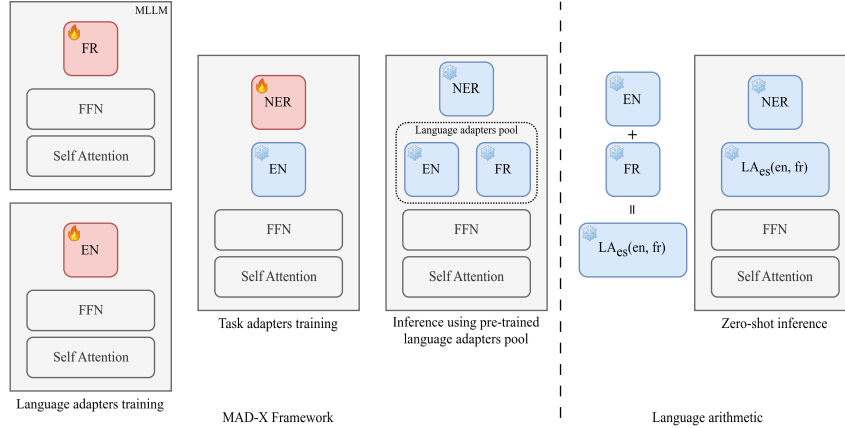 MLLM
FR
FFN
Self Attention
EN
FFN
Self Attention
Language adapters training
NER
EN
FFN
Self Attention
Task adapters training
NER
Language adapters pool
EN
FR
FFN
Self Attention
Inference using pre-trained
language adapters pool
MAD-X Framework
EN
+
FR
=
LAes(en, fr)
NER
LAes(en, fr)
FFN
Self Attention
Zero-shot inference
Language arithmetic